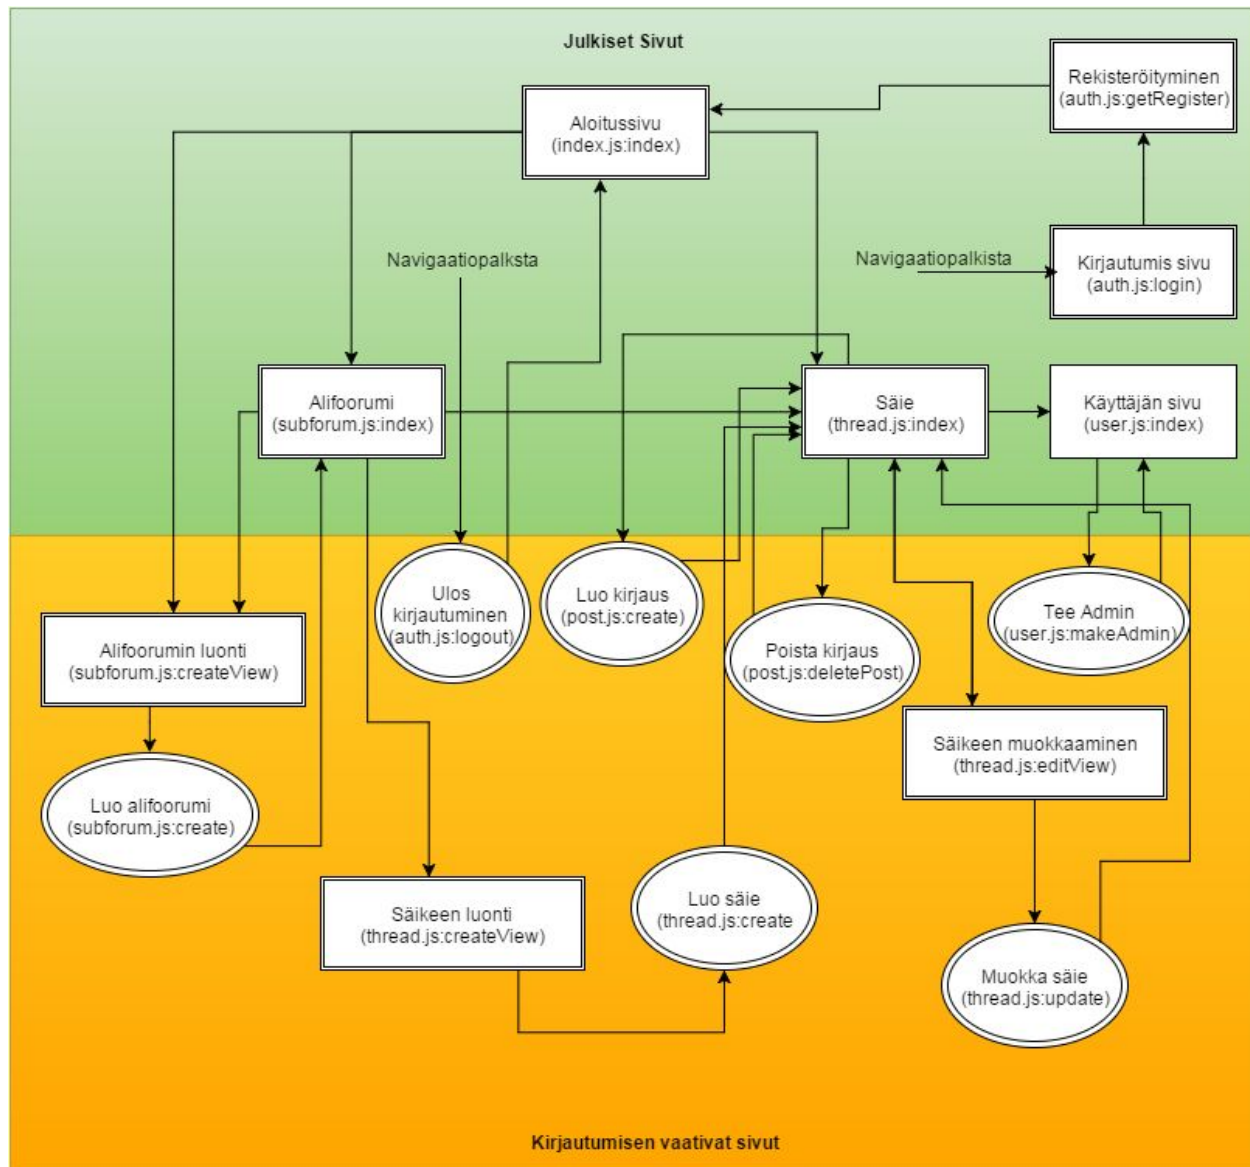 Julkiset Sivut
Rekisteröityminen
(auth.js:getRegister)
Aloitussivu
(index.js:index)
Navigaatiopalksta
Navigaatiopalkista
Kirjautumis sivu
(auth.js:login)
Alifoorumi
(subforum.js:index)
Säie
(thread.js:index)
Käyttäjän sivu
(user.js:index)
Ulos
kirjautuminen
(auth.js:logout)
Luo kirjaus
(post.js:create)
Tee Admin
(user.js:makeAdmin)
Alifoorumin luonti
(subforum.js:createView)
Poista kirjaus
(post.js:deletePost)
Säikeen muokkaaminen
(thread.js:editView)
Luo alifoorumi
(subforum.js:create)
Säikeen luonti
(thread.js:createView)
Luo säie
(thread.js:create
Muokka säie
(thread.js:update)
Kirjautumisen vaativat sivut